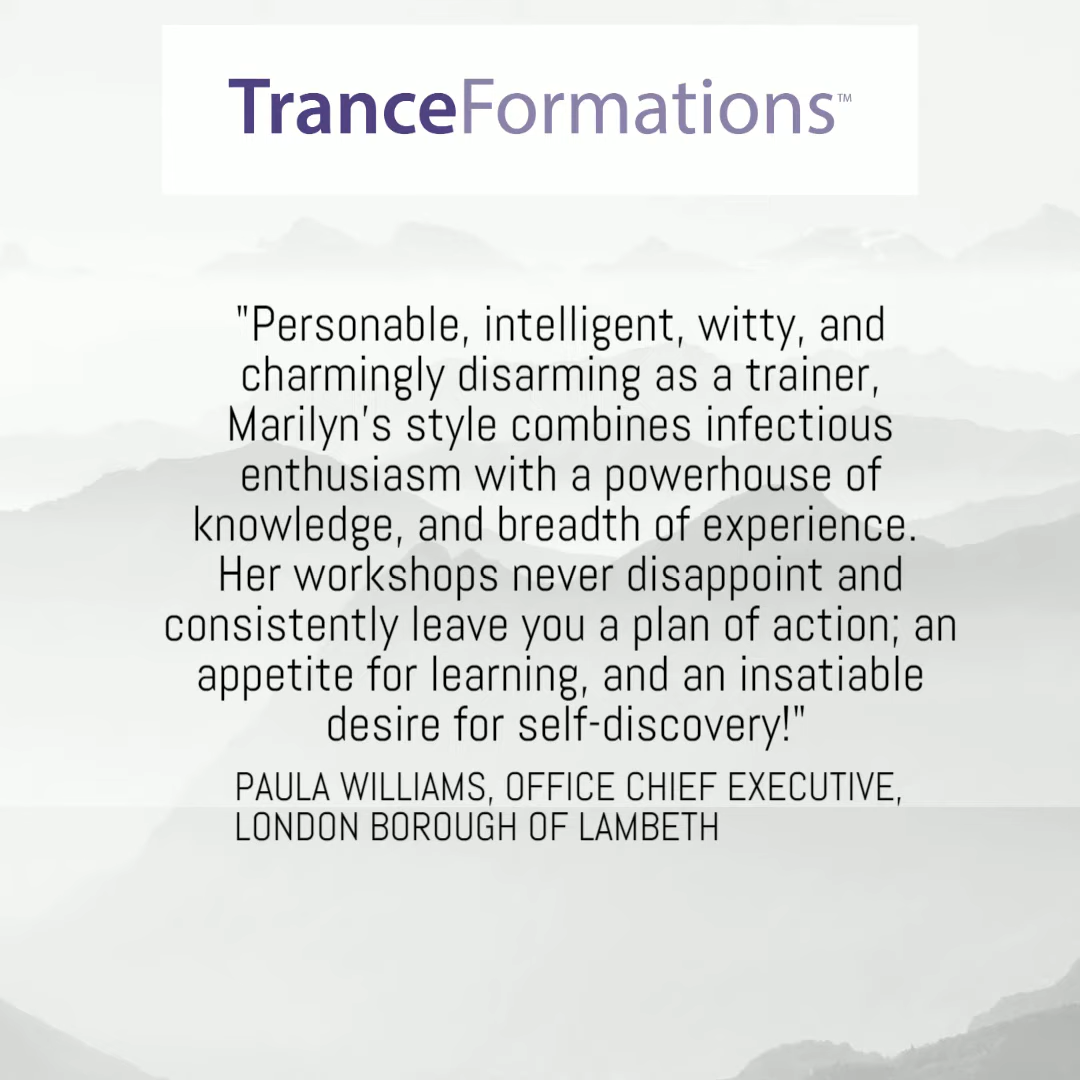 TranceFormations™
"Personable, intelligent, witty, and
charmingly disarming as a trainer,
Marilyn's style combines infectious
enthusiasm with a powerhouse of
knowledge, and breadth of experience.
Her workshops never disappoint and
consistently leave you a plan of action; an
appetite for learning, and an insatiable
desire for self-discovery!"
PAULA WILLIAMS, OFFICE CHIEF EXECUTIVE,
LONDON BOROUGH OF LAMBETH